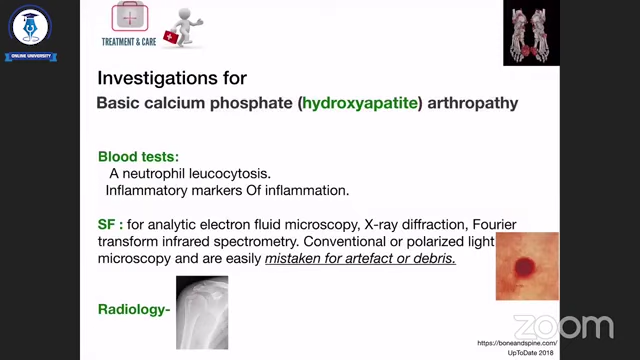 ONLINE UNIVERSITY
TREATMENT & CARE
Investigations for
Basic calcium phosphate (hydroxyapatite) arthropathy
Blood tests:
A neutrophil leucocytosis.
Inflammatory markers Of inflammation.
SF : for analytic electron fluid microscopy, X-ray diffraction, Fourier
transform infrared spectrometry. Conventional or polarized light
microscopy and are easily mistaken for artefact or debris.
Radiology-
zoom
https://boneandspine.com/
UpToDate 2018